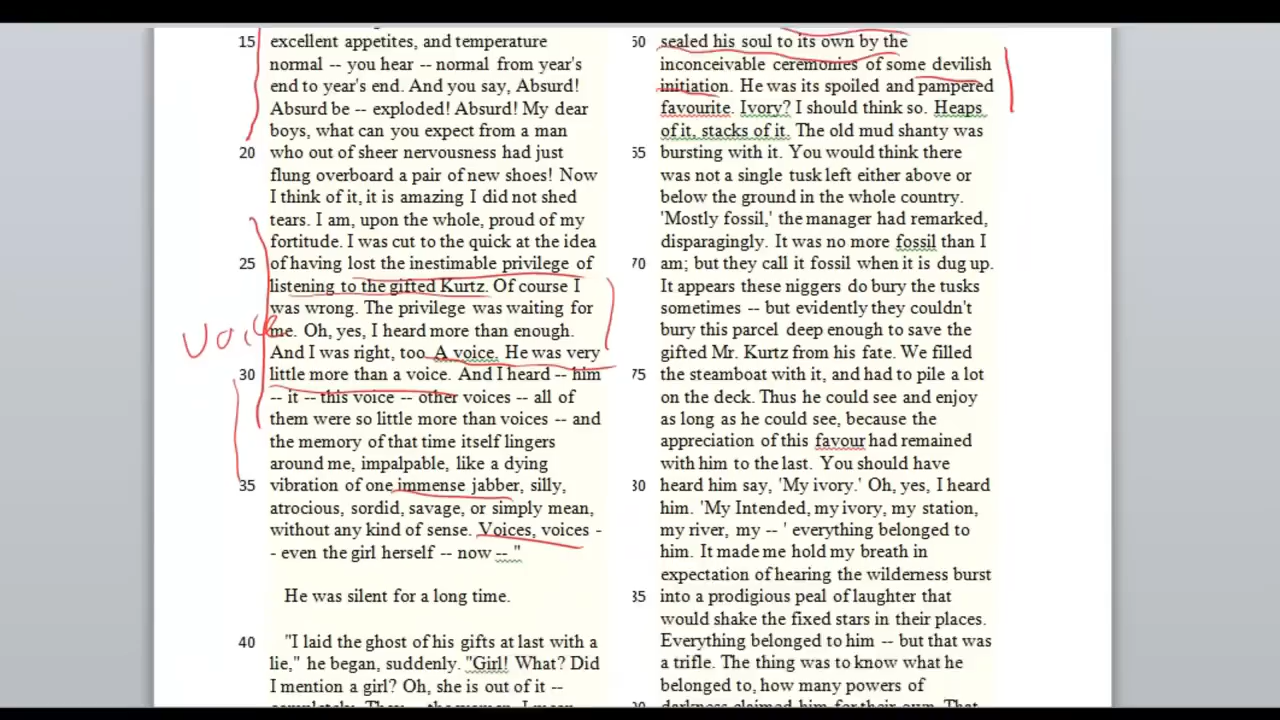 15 excellent appetites, and temperature
normal -- you hear -- normal from year's
end to year's end. And you say, Absurd!
Absurd be -- exploded! Absurd! My dear
boys, what can you expect from a man
20 who out of sheer nervousness had just
flung overboard a pair of new shoes! Now
I think of it, it is amazing I did not shed
tears. I am, upon the whole, proud of my
fortitude. I was cut to the quick at the idea
25 of having lost the inestimable privilege of
listening to the gifted Kurtz. Of course I
was wrong. The privilege was waiting for
me. Oh, yes, I heard more than enough.
voice
And I was right, too. A voice. He was very
30 little more than a voice. And I heard -- him
-- it -- this voice -- other voices -- all of
them were so little more than voices -- and
the memory of that time itself lingers
around me, impalpable, like a dying
35 vibration of one immense jabber, silly,
atrocious, sordid, savage, or simply mean,
without any kind of sense. Voices, voices -
- even the girl herself -- now -- "
He was silent for a long time.
40 "I laid the ghost of his gifts at last with a
lie," he began, suddenly. "Girl! What? Did
I mention a girl? Oh, she is out of it --
50 sealed his soul to its own by the
inconceivable ceremonies of some devilish
initiation. He was its spoiled and pampered
favourite. Ivory? I should think so. Heaps
of it, stacks of it. The old mud shanty was
55 bursting with it. You would think there
was not a single tusk left either above or
below the ground in the whole country.
'Mostly fossil,' the manager had remarked,
disparagingly. It was no more fossil than I
70 am; but they call it fossil when it is dug up.
It appears these niggers do bury the tusks
sometimes -- but evidently they couldn't
bury this parcel deep enough to save the
gifted Mr. Kurtz from his fate. We filled
75 the steamboat with it, and had to pile a lot
on the deck. Thus he could see and enjoy
as long as he could see, because the
appreciation of this favour had remained
with him to the last. You should have
30 heard him say, 'My ivory.' Oh, yes, I heard
him. 'My Intended, my ivory, my station,
my river, my -- ' everything belonged to
him. It made me hold my breath in
expectation of hearing the wilderness burst
35 into a prodigious peal of laughter that
would shake the fixed stars in their places.
Everything belonged to him -- but that was
a trifle. The thing was to know what he
belonged to, how many powers of
darkness claimed him for their own. That